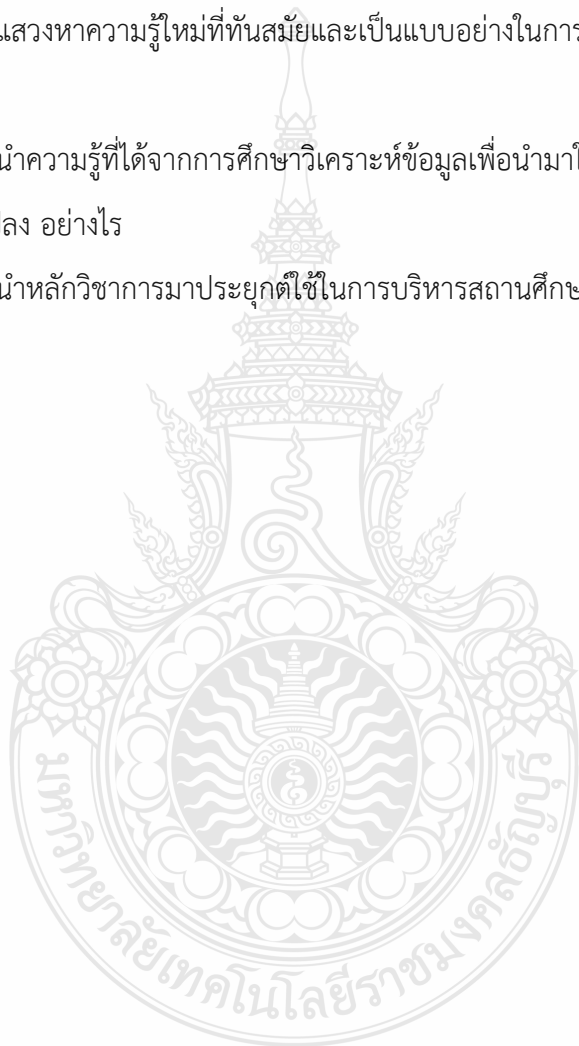 แสวงหาความรู้ใหม่ที่ทันสมัยและเป็นแบบอย่างในการ
นำความรู้ที่ได้จากการศึกษาวิเคราะห์ข้อมูลเพื่อนำมาใ
ปลง อย่างไร
นำหลักวิชาการมาประยุกต์ใช้ในการบริหารสถานศึกษ
มหาวิทยาลัยเทคโนโลยีราชมงคลธัญบุรี